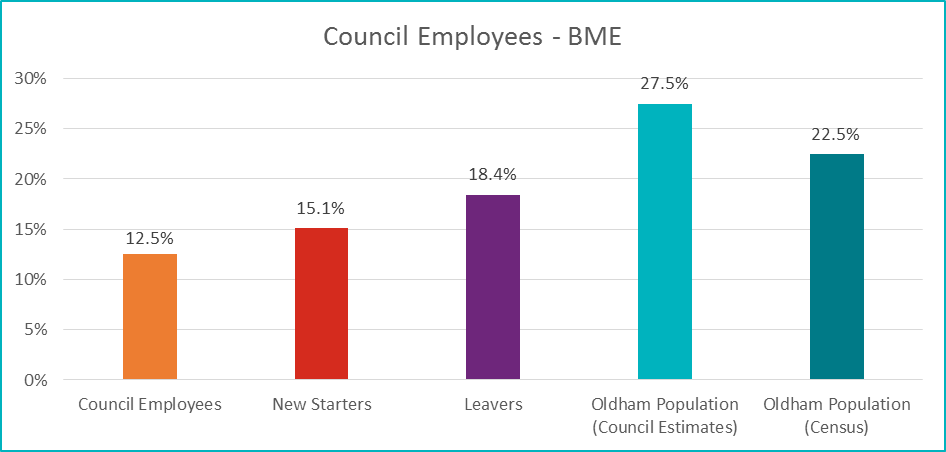 Council Employees - BME
30%
25%
20%
15%
10%
5%
0%
12.5%
15.1%
18.4%
27.5%
22.5%
Council Employees
New Starters
Leavers
Oldham Population
(Council Estimates)
Oldham Population
(Census)